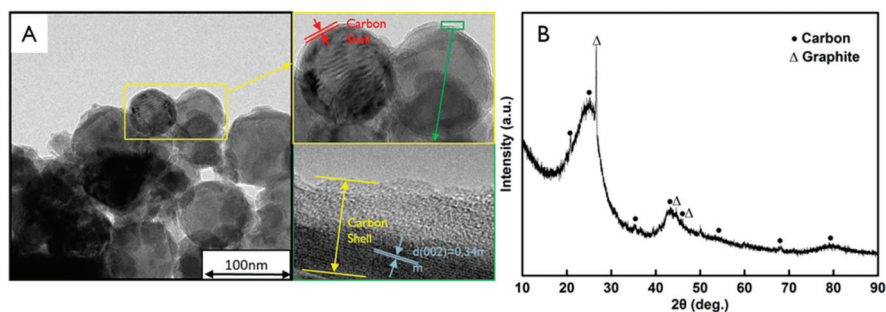 A
Carbon
Shell
Carbon
Shell
d(002)=0.34n
m
100nm
B
• Carbon
Δ Graphite
Δ
Δ
Δ
Intensity (a.u.)
10 20 30 40 50 60 70 80 90
2θ (deg.)